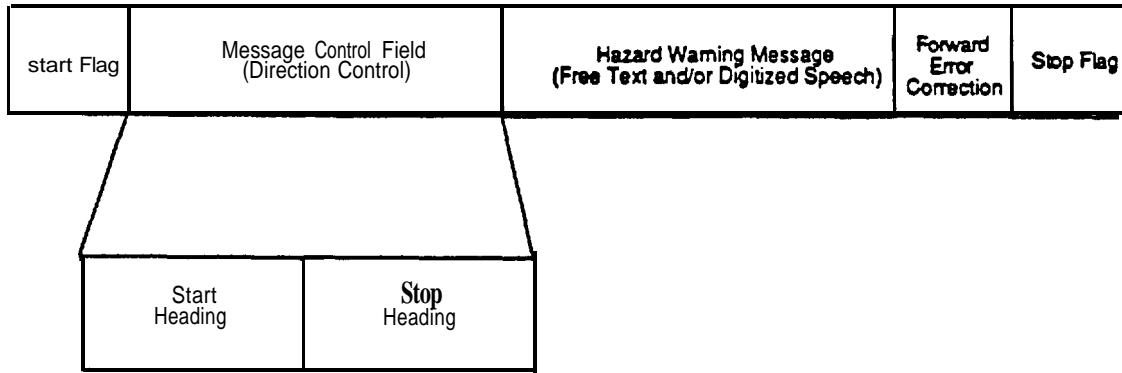 start Flag
Message Control Field
(Direction Control)
Hazard Warning Message
(Free Text and/or Digitized Speech)
Forward
Error
Correction
Stop Flag
Start
Heading
Stop
Heading